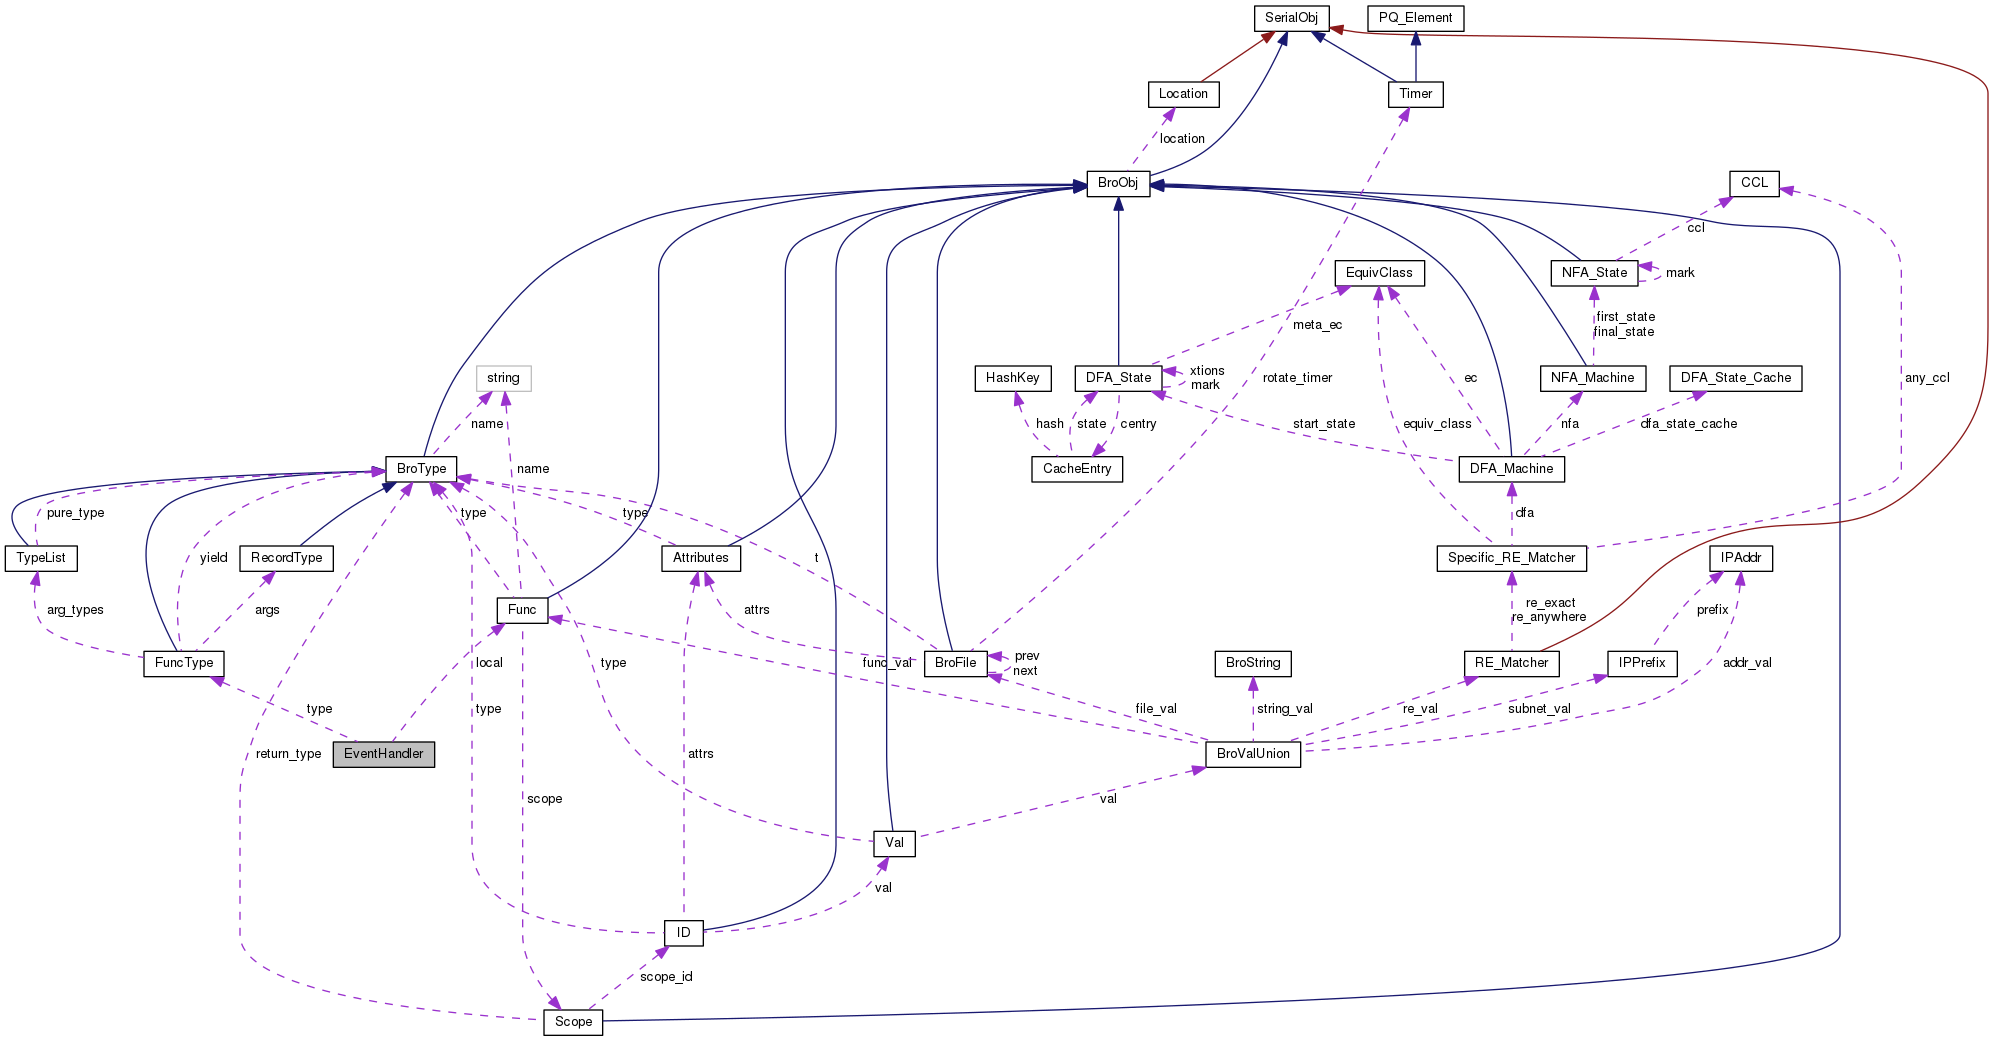 SerialObj
PQ_Element
Location
Timer
location
BroObj
CCL
ccl
EquivClass
NFA_State
mark
first_state
final_state
meta_ec
string
HashKey
DFA_State
xtions
mark
rotate_timer
ec
NFA_Machine
DFA_State_Cache
any_ccl
name
hash
state
centry
start_state
equiv_class
nfa
dfa_state_cache
BroType
name
CacheEntry
DFA_Machine
pure_type
type
type
dfa
TypeList
yield
RecordType
Attributes
t
Specific_RE_Matcher
IPAddr
arg_types
args
Func
attrs
re_exact
re_anywhere
prefix
FuncType
local
type
func_val
BroFile
prev
next
BroString
RE_Matcher
IPPrefix
addr_val
type
type
file_val
string_val
re_val
subnet_val
return_type
EventHandler
attrs
BroValUnion
scope
val
Val
val
ID
scope_id
Scope